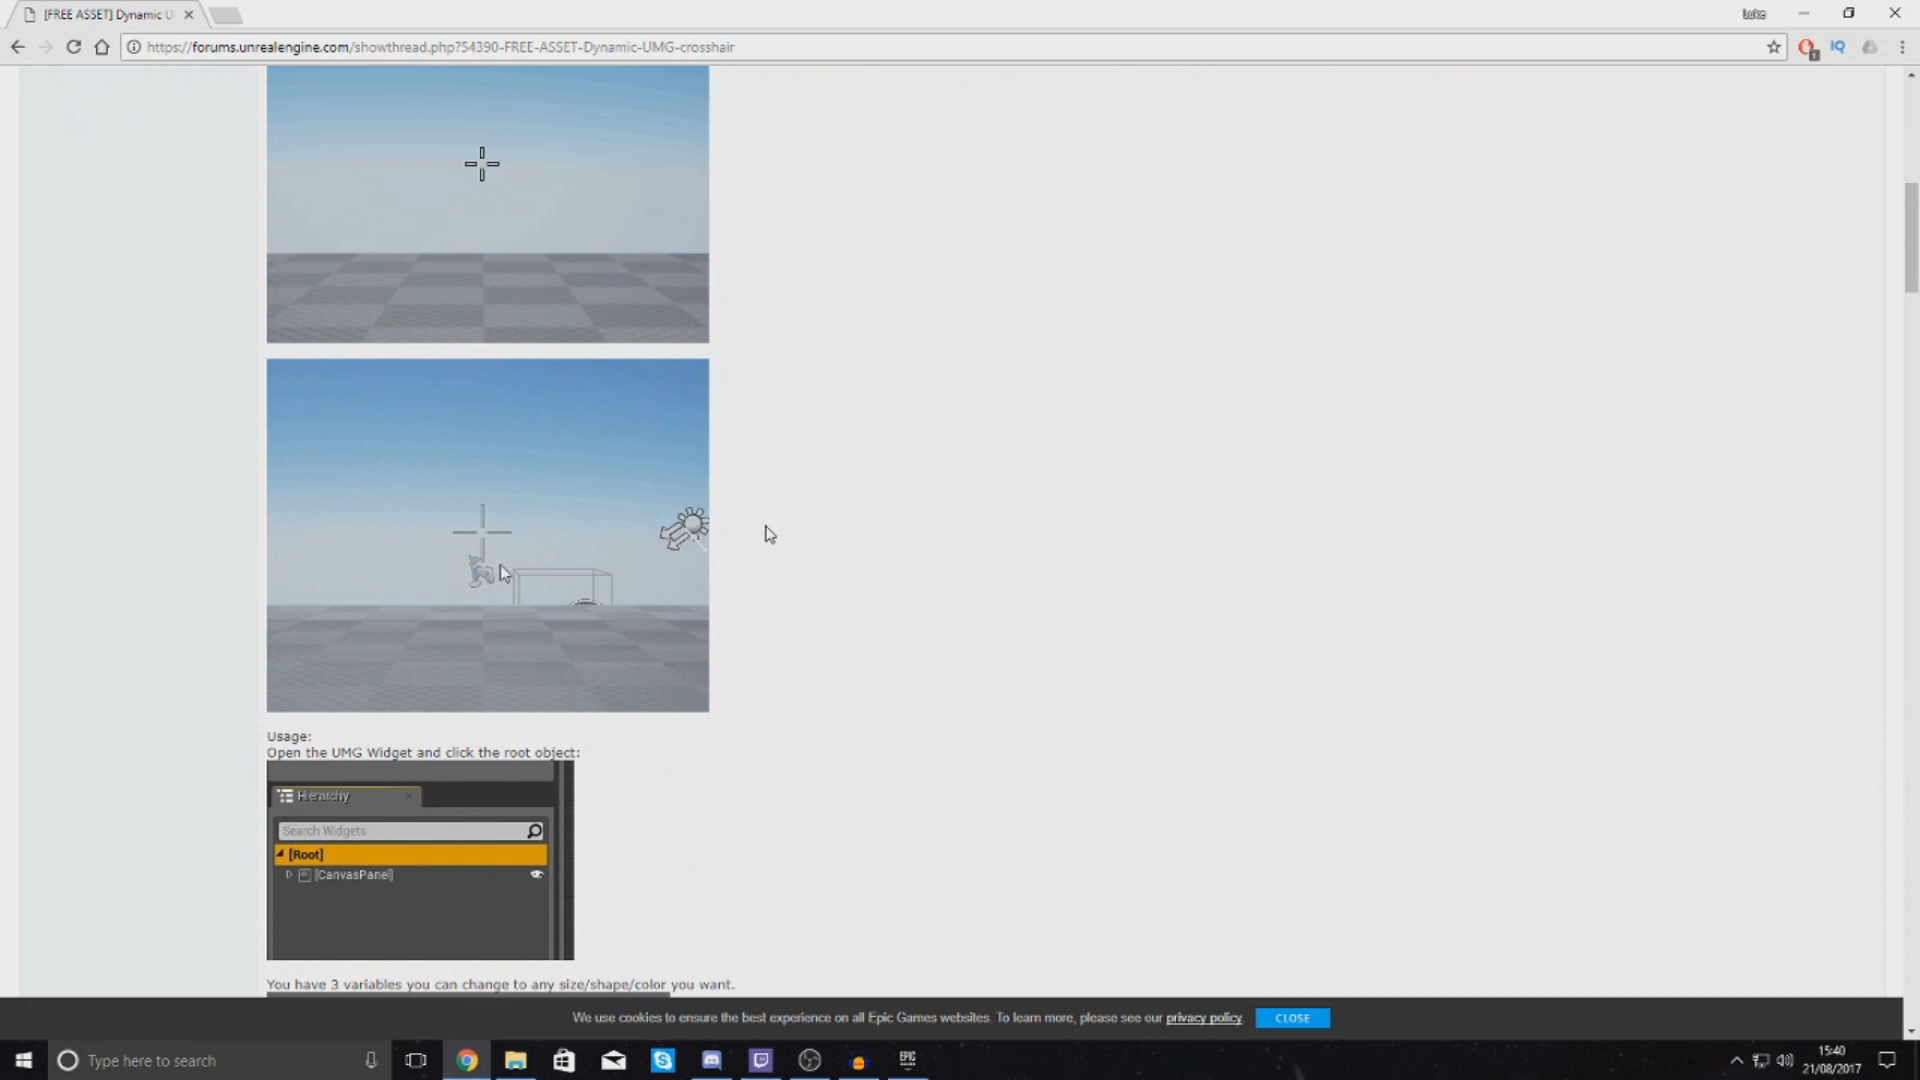 [FREE ASSET] Dynamic U
https://forums.unrealengine.com/showthread.php?54390-FREE-ASSET-Dynamic-UMG-crosshair
IQ
1
Usage:
Open the UMG Widget and click the root object:
Hierarchy
Search Widgets
[Root]
[CanvasPanel]
You have 3 variables you can change to any size/shape/color you want.
We use cookies to ensure the best experience on all Epic Games websites. To learn more, please see our privacy policy
CLOSE
Type here to search
EPIC
15:40
21/08/2017